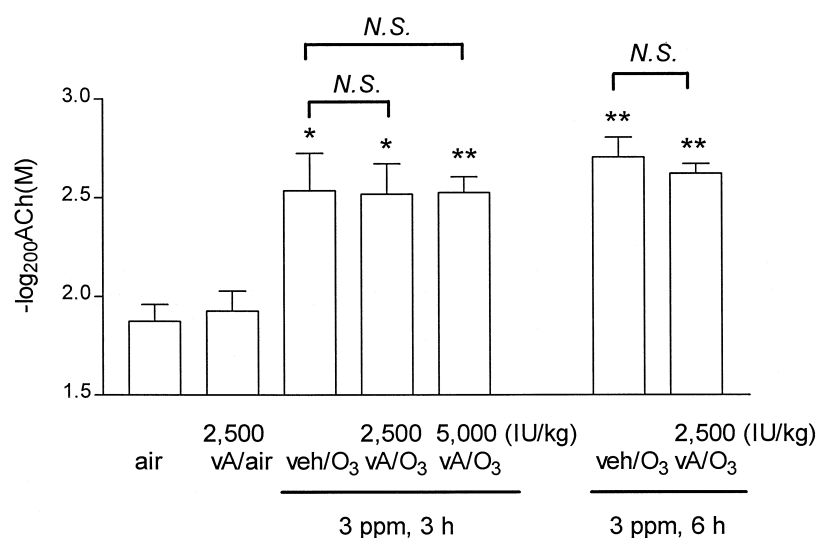 N.S.
N.S.
N.S.
3.0
2.5
2.0
1.5
-log200ACh(M)
* * ** ** **
2,500 2,500 5,000 (IU/kg) 2,500 (IU/kg)
air vA/air veh/O3 vA/O3 vA/O3 veh/O3 vA/O3
3 ppm, 3 h 3 ppm, 6 h